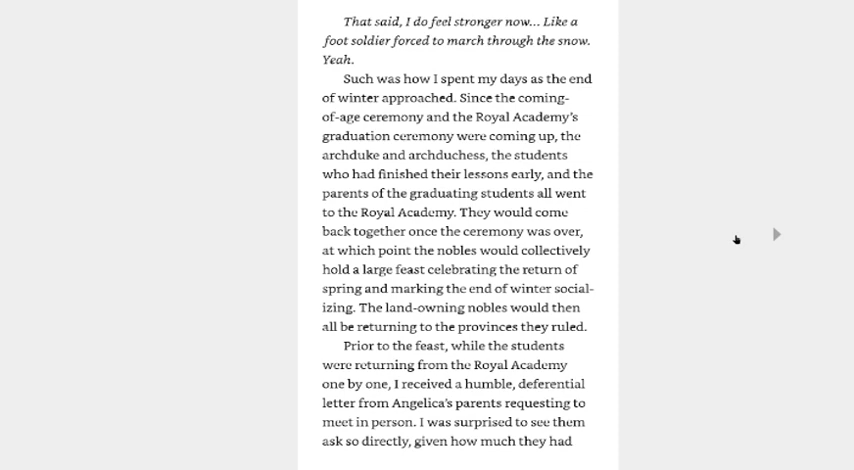 That said, I do feel stronger now... Like a
foot soldier forced to march through the snow.
Yeah.
Such was how I spent my days as the end
of winter approached. Since the coming-
of-age ceremony and the Royal Academy's
graduation ceremony were coming up, the
archduke and archduchess, the students
who had finished their lessons early, and the
parents of the graduating students all went
to the Royal Academy. They would come
back together once the ceremony was over,
at which point the nobles would collectively
hold a large feast celebrating the return of
spring and marking the end of winter social-
izing. The land-owning nobles would then
all be returning to the provinces they ruled.
Prior to the feast, while the students
were returning from the Royal Academy
one by one, I received a humble, deferential
letter from Angelica's parents requesting to
meet in person. I was surprised to see them
ask so directly, given how much they had